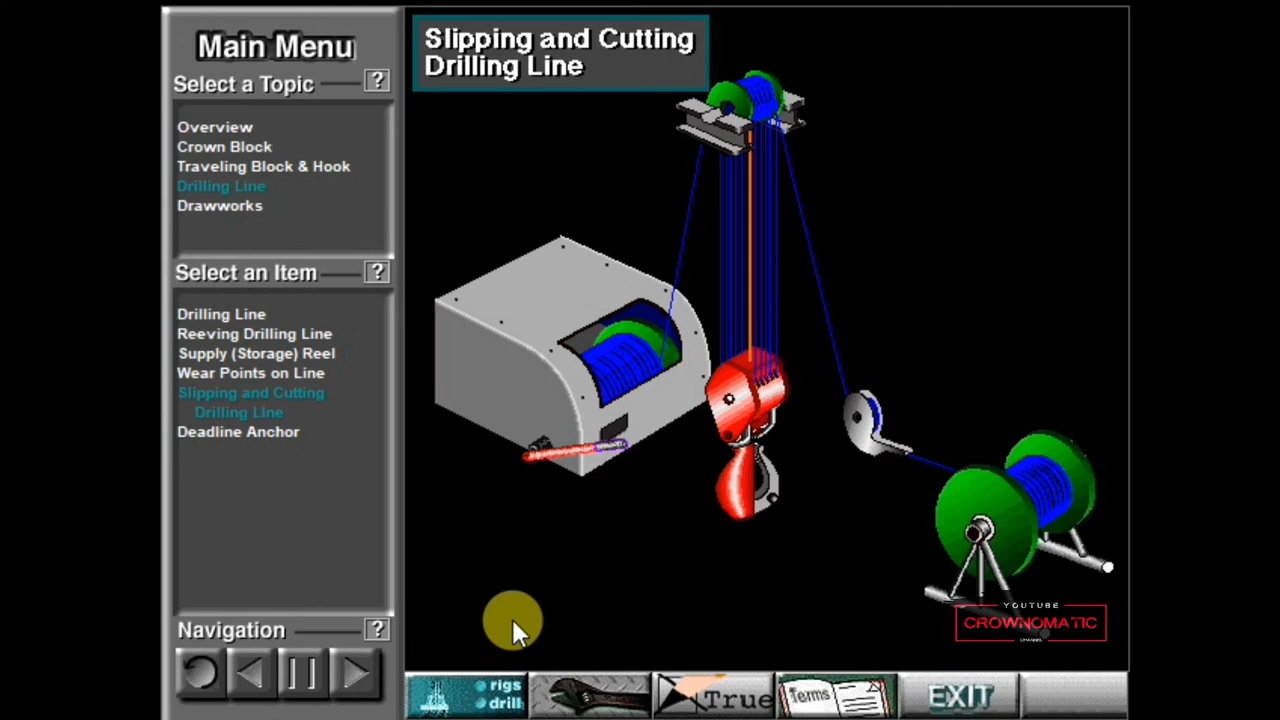 Main Menu
Select a Topic
?
Overview
Crown Block
Traveling Block & Hook
Drilling Line
Drawworks
Select an Item
?
Drilling Line
Reeving Drilling Line
Supply (Storage) Reel
Wear Points on Line
Slipping and Cutting
Drilling LIne
Deadline Anchor
Navigation
?
Slipping and Cutting
Drilling Line
YOUTUBE
CROWNOMATIC
CHANNEL
rigs
drill
True
Terms
EXIT